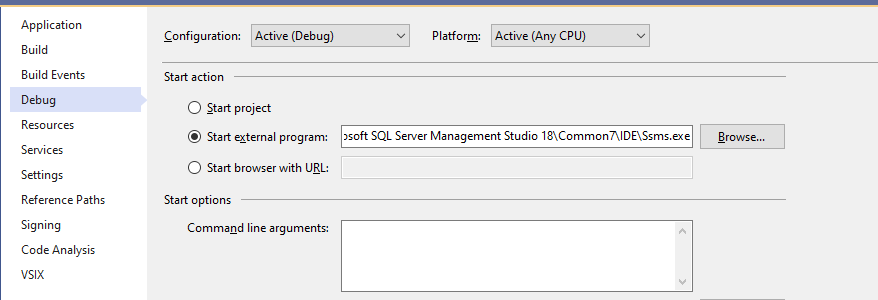 Application
Build
Build Events
Debug
Resources
Services
Settings
Reference Paths
Signing
Code Analysis
VSIX
Configuration: Active (Debug) Platform: Active (Any CPU)
Start action
Start project
Start external program: osoft SQL Server Management Studio 18\Common7\IDE\Ssms.exe Browse...
Start browser with URL:
Start options
Command line arguments: